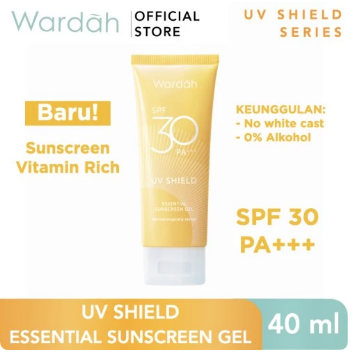 Wardah
OFFICIAL
STORE
UV SHIELD
SERIES
Baru!
Sunscreen
Vitamin Rich
Wardah
SPF
30
PA+++
UV SHIELD
ESSENTIAL
SUNSCREEN GEL
KEUNGGULAN:
- No white cast
- 0% Alkohol
SPF 30
PA+++
UV SHIELD
ESSENTIAL SUNSCREEN GEL
40 ml